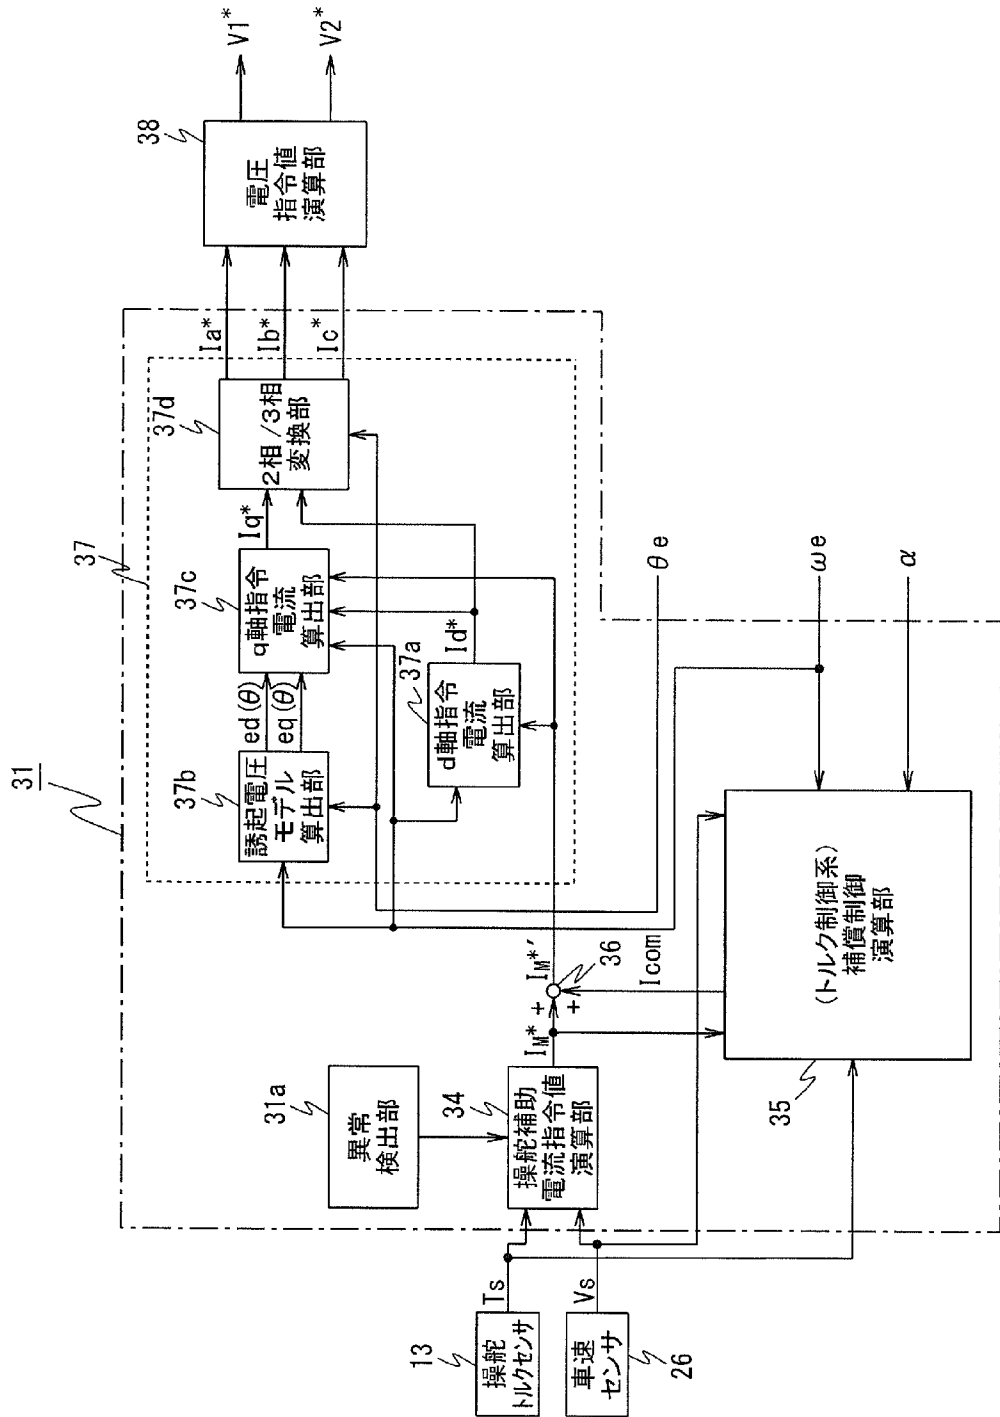 31
37
13
操舵
トルクセンサ
Ts
26
車速
センサ
Vs
31a
異常
検出部
34
操舵補助
電流指令値
演算部
IM*
+
+
IM*'
36
Icom
35
(トルク制御系)
補償制御
演算部
37b
誘起電圧
モデル
算出部
ed(θ)
eq(θ)
37a
d軸指令
電流
算出部
Id*
37c
q軸指令
電流
算出部
Iq*
37d
2相/3相
変換部
Ia*
Ib*
Ic*
38
電圧
指令値
演算部
V1*
V2*
θe
ωe
α